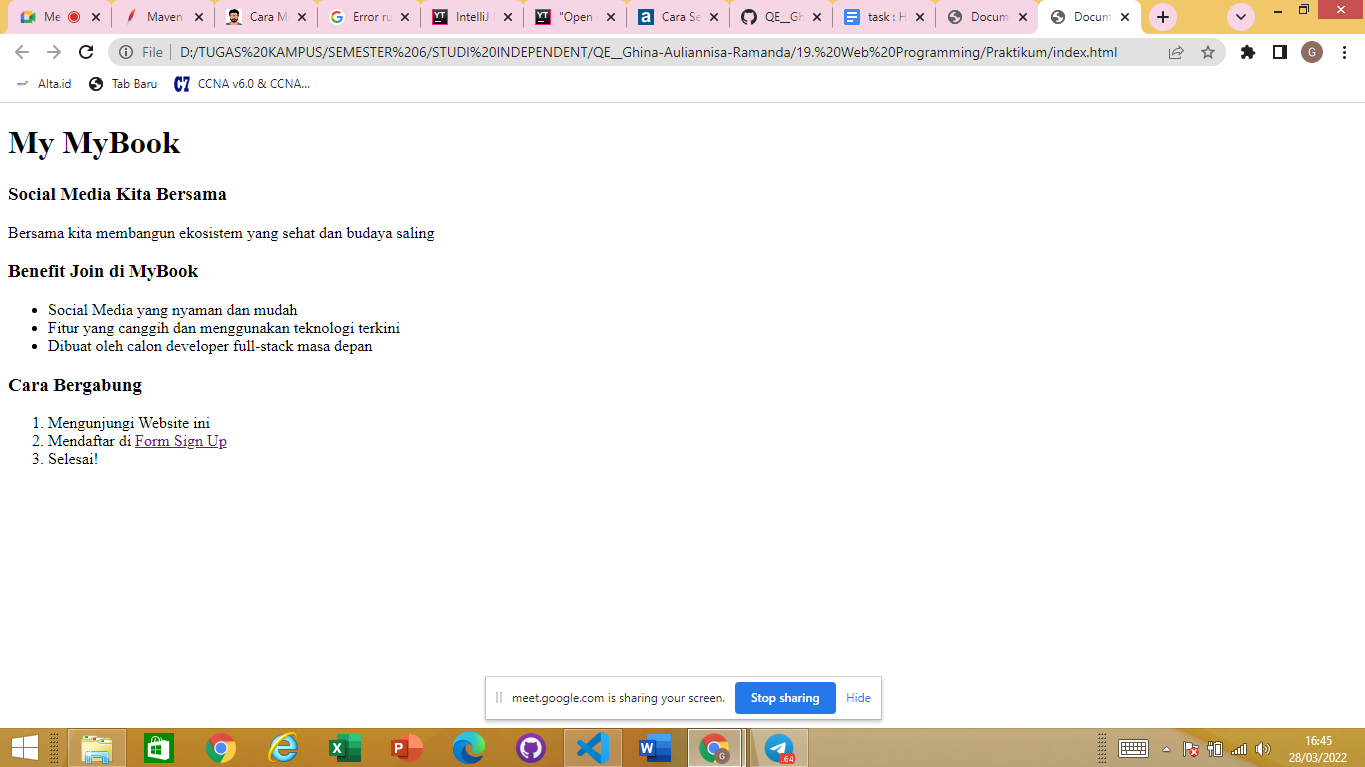 Me
Maven
Cara M
Error ru
IntelliJ
"Open
Cara Se
QE__Gh
task : H
Docum
Docum
File
D:/TUGAS%20KAMPUS/SEMESTER%206/STUDI%20INDEPENDENT/QE__Ghina-Auliannisa-Ramanda/19.%20Web%20Programming/Praktikum/index.html
G
Alta.id
Tab Baru
C7
CCNA v6.0 & CCNA...
My MyBook
Social Media Kita Bersama
Bersama kita membangun ekosistem yang sehat dan budaya saling
Benefit Join di MyBook
• Social Media yang nyaman dan mudah
• Fitur yang canggih dan menggunakan teknologi terkini
• Dibuat oleh calon developer full-stack masa depan
Cara Bergabung
1. Mengunjungi Website ini
2. Mendaftar di Form Sign Up
3. Selesai!
meet.google.com is sharing your screen.
Stop sharing
Hide
16:45
28/03/2022